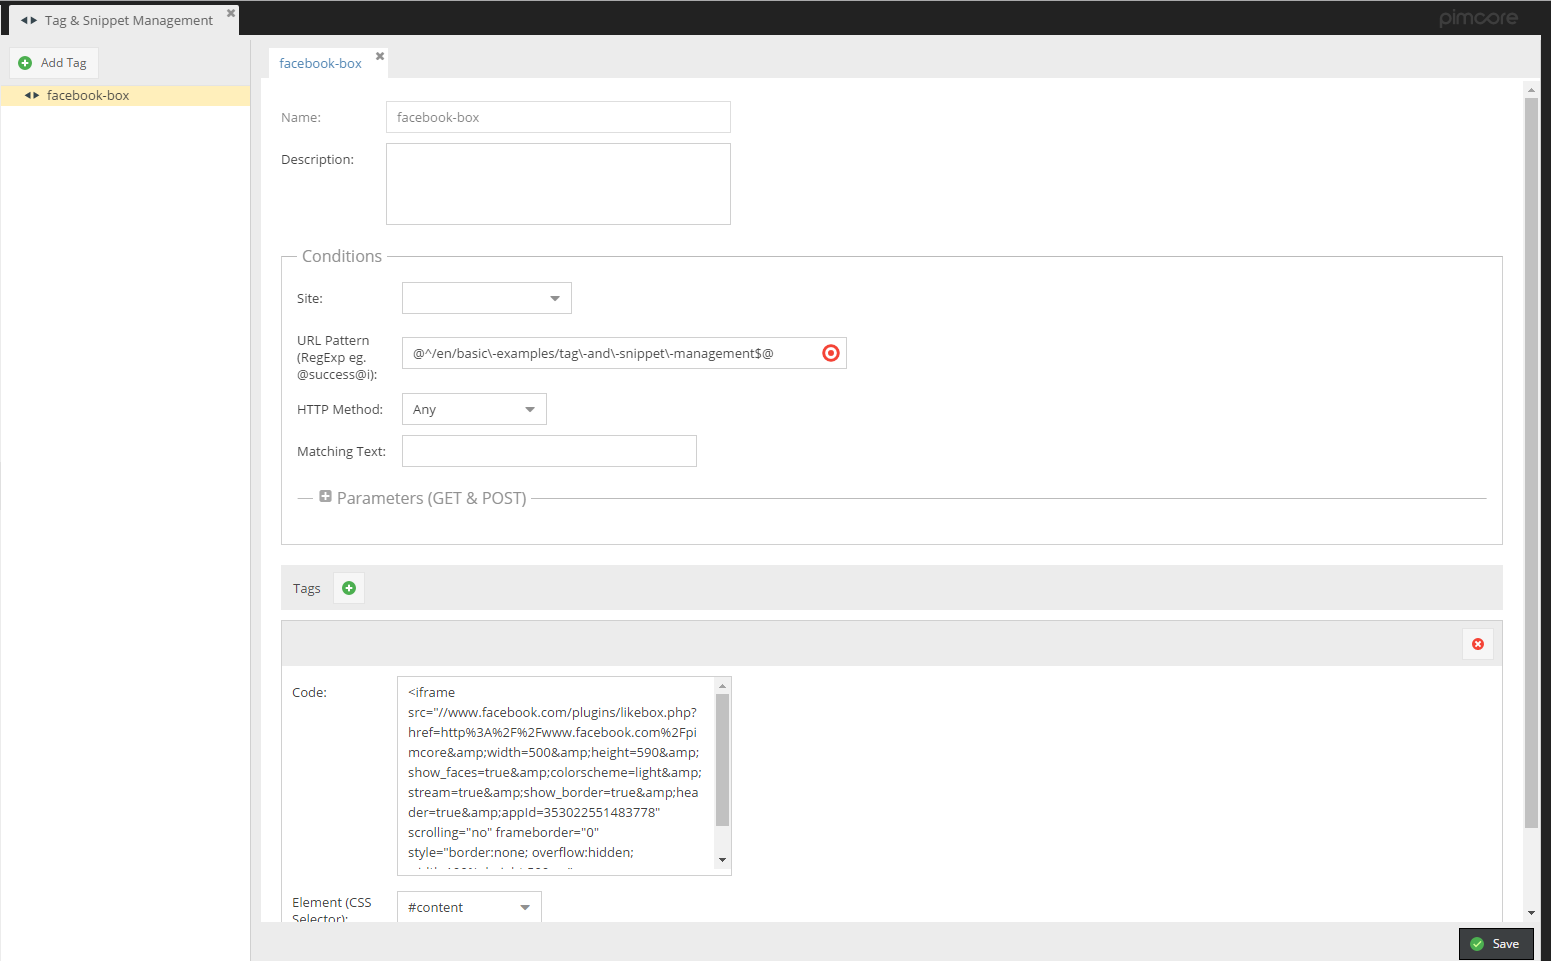 Tag & Snippet Management
pimcore
Add Tag
facebook-box
facebook-box
Name:
facebook-box
Description:
Conditions
Site:
URL Pattern
(RegExp eg.
@success@i):
@^/en/basic\-examples/tag\-and\-snippet\-management$@
HTTP Method:
Any
Matching Text:
Parameters (GET & POST)
Tags
Code:
<iframe
src="//www.facebook.com/plugins/likebox.php?
href=http%3A%2F%2Fwww.facebook.com%2Fpi
mcore&amp;width=500&amp;height=590&amp;
show_faces=true&amp;colorscheme=light&amp;
stream=true&amp;show_border=true&amp;hea
der=true&amp;appId=353022551483778"
scrolling="no" frameborder="0"
style="border:none; overflow:hidden;
Element (CSS
Selector):
#content
Save